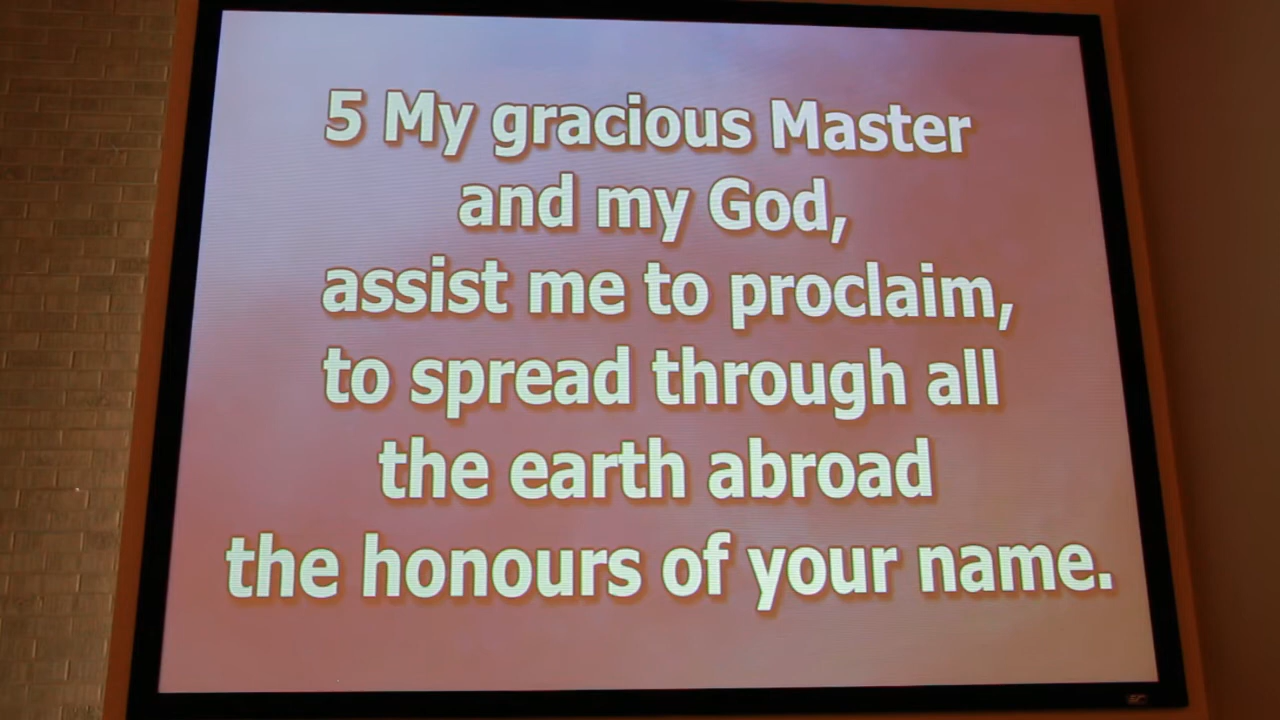 5 My gracious Master
and my God,
assist me to proclaim,
to spread through all
the earth abroad
the honours of your name.